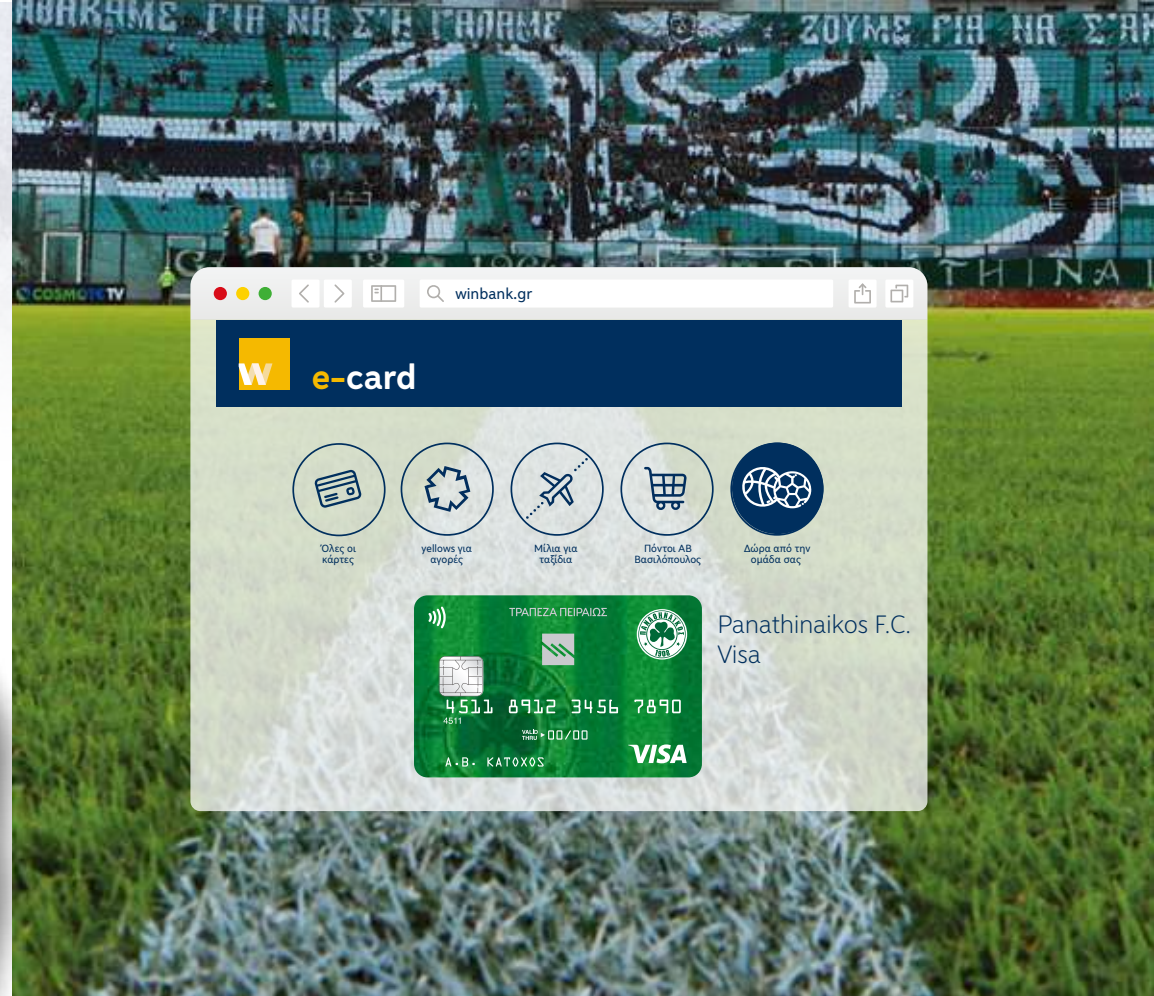 ΖΟΥΜΕ ΓΙΑ ΝΑ
COSMOTE TV
winbank.gr
w
e-card
Όλες οι
κάρτες
yellows για
αγορές
Μίλια για
ταξίδια
Πόντοι ΑΒ
Βασιλόπουλος
Δώρα από την
ομάδα σας
ΤΡΑΠΕΖΑ ΠΕΙΡΑΙΩΣ
ΠΑΝΑΘΗΝΑΪΚΟΣ
1908
4511 8912 3456 7890
4511
VALID
THRU
00/00
Α.Β. ΚΑΤΟΧΟΣ
VISA
Panathinaikos F.C.
Visa